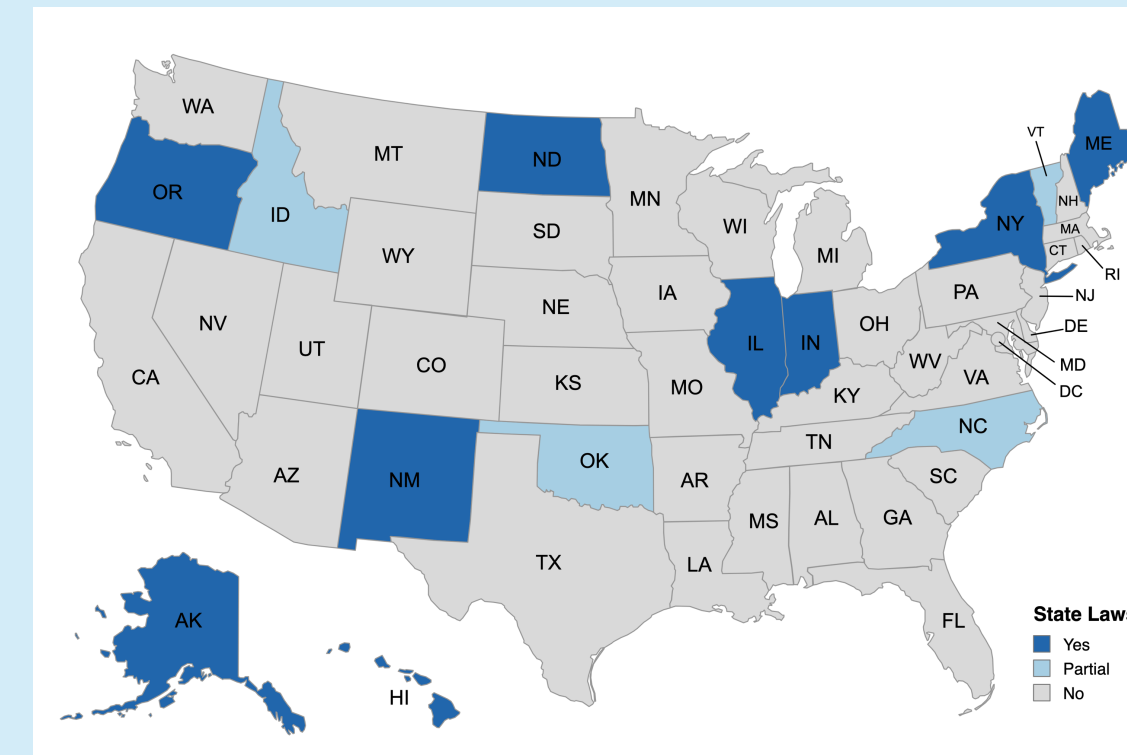 WA
MT
ND
MN
VT
ME
OR
ID
SD
WI
NH
NY
MA
WY
MI
CT
RI
NE
IA
PA
NJ
NV
OH
DE
UT
IL
IN
CO
WV
MD
CA
KS
MO
KY
VA
DC
NC
TN
OK
AZ
NM
AR
SC
MS
AL
GA
TX
LA
AK
FL
HI
State Laws
Yes
Partial
No